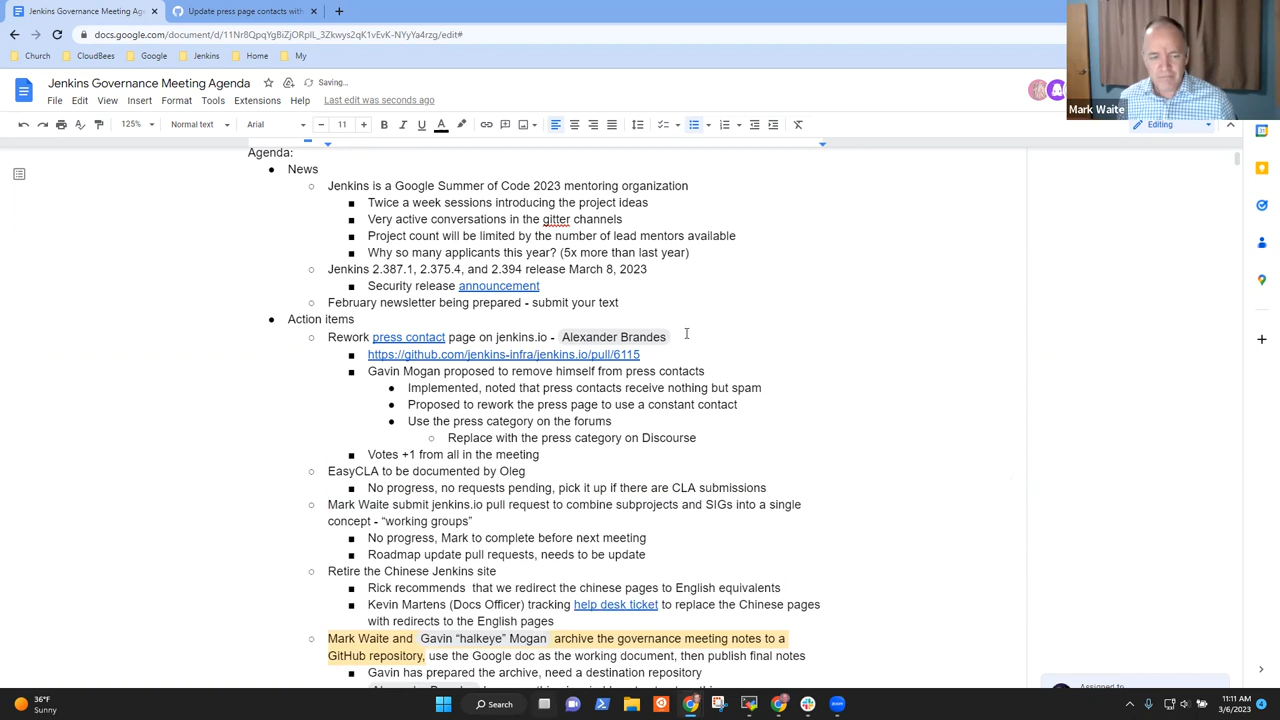 Jenkins Governance Meeting Age
Update press page contacts with
docs.google.com/document/d/11Nr8QpqYgBiZjORpIL_3Zkwys2qK1vEvK-NYyYa4rzg/edit#
Church
CloudBees
Google
Jenkins
Home
My
Mark Waite
Jenkins Governance Meeting Agenda
Saving...
File Edit View Insert Format Tools Extensions Help Last edit was seconds ago
125% Normal text Arial 11 B I U A Editing
Agenda:
News
Jenkins is a Google Summer of Code 2023 mentoring organization
Twice a week sessions introducing the project ideas
Very active conversations in the gitter channels
Project count will be limited by the number of lead mentors available
Why so many applicants this year? (5x more than last year)
Jenkins 2.387.1, 2.375.4, and 2.394 release March 8, 2023
Security release announcement
February newsletter being prepared - submit your text
Action items
Rework press contact page on jenkins.io - Alexander Brandes
https://github.com/jenkins-infra/jenkins.io/pull/6115
Gavin Mogan proposed to remove himself from press contacts
Implemented, noted that press contacts receive nothing but spam
Proposed to rework the press page to use a constant contact
Use the press category on the forums
Replace with the press category on Discourse
Votes +1 from all in the meeting
EasyCLA to be documented by Oleg
No progress, no requests pending, pick it up if there are CLA submissions
Mark Waite submit jenkins.io pull request to combine subprojects and SIGs into a single
concept - “working groups”
No progress, Mark to complete before next meeting
Roadmap update pull requests, needs to be update
Retire the Chinese Jenkins site
Rick recommends that we redirect the chinese pages to English equivalents
Kevin Martens (Docs Officer) tracking help desk ticket to replace the Chinese pages
with redirects to the English pages
Mark Waite and Gavin “halkeye” Mogan archive the governance meeting notes to a
GitHub repository, use the Google doc as the working document, then publish final notes
Gavin has prepared the archive, need a destination repository
Assigned to
36°F
Sunny
Search
11:11 AM
3/6/2023